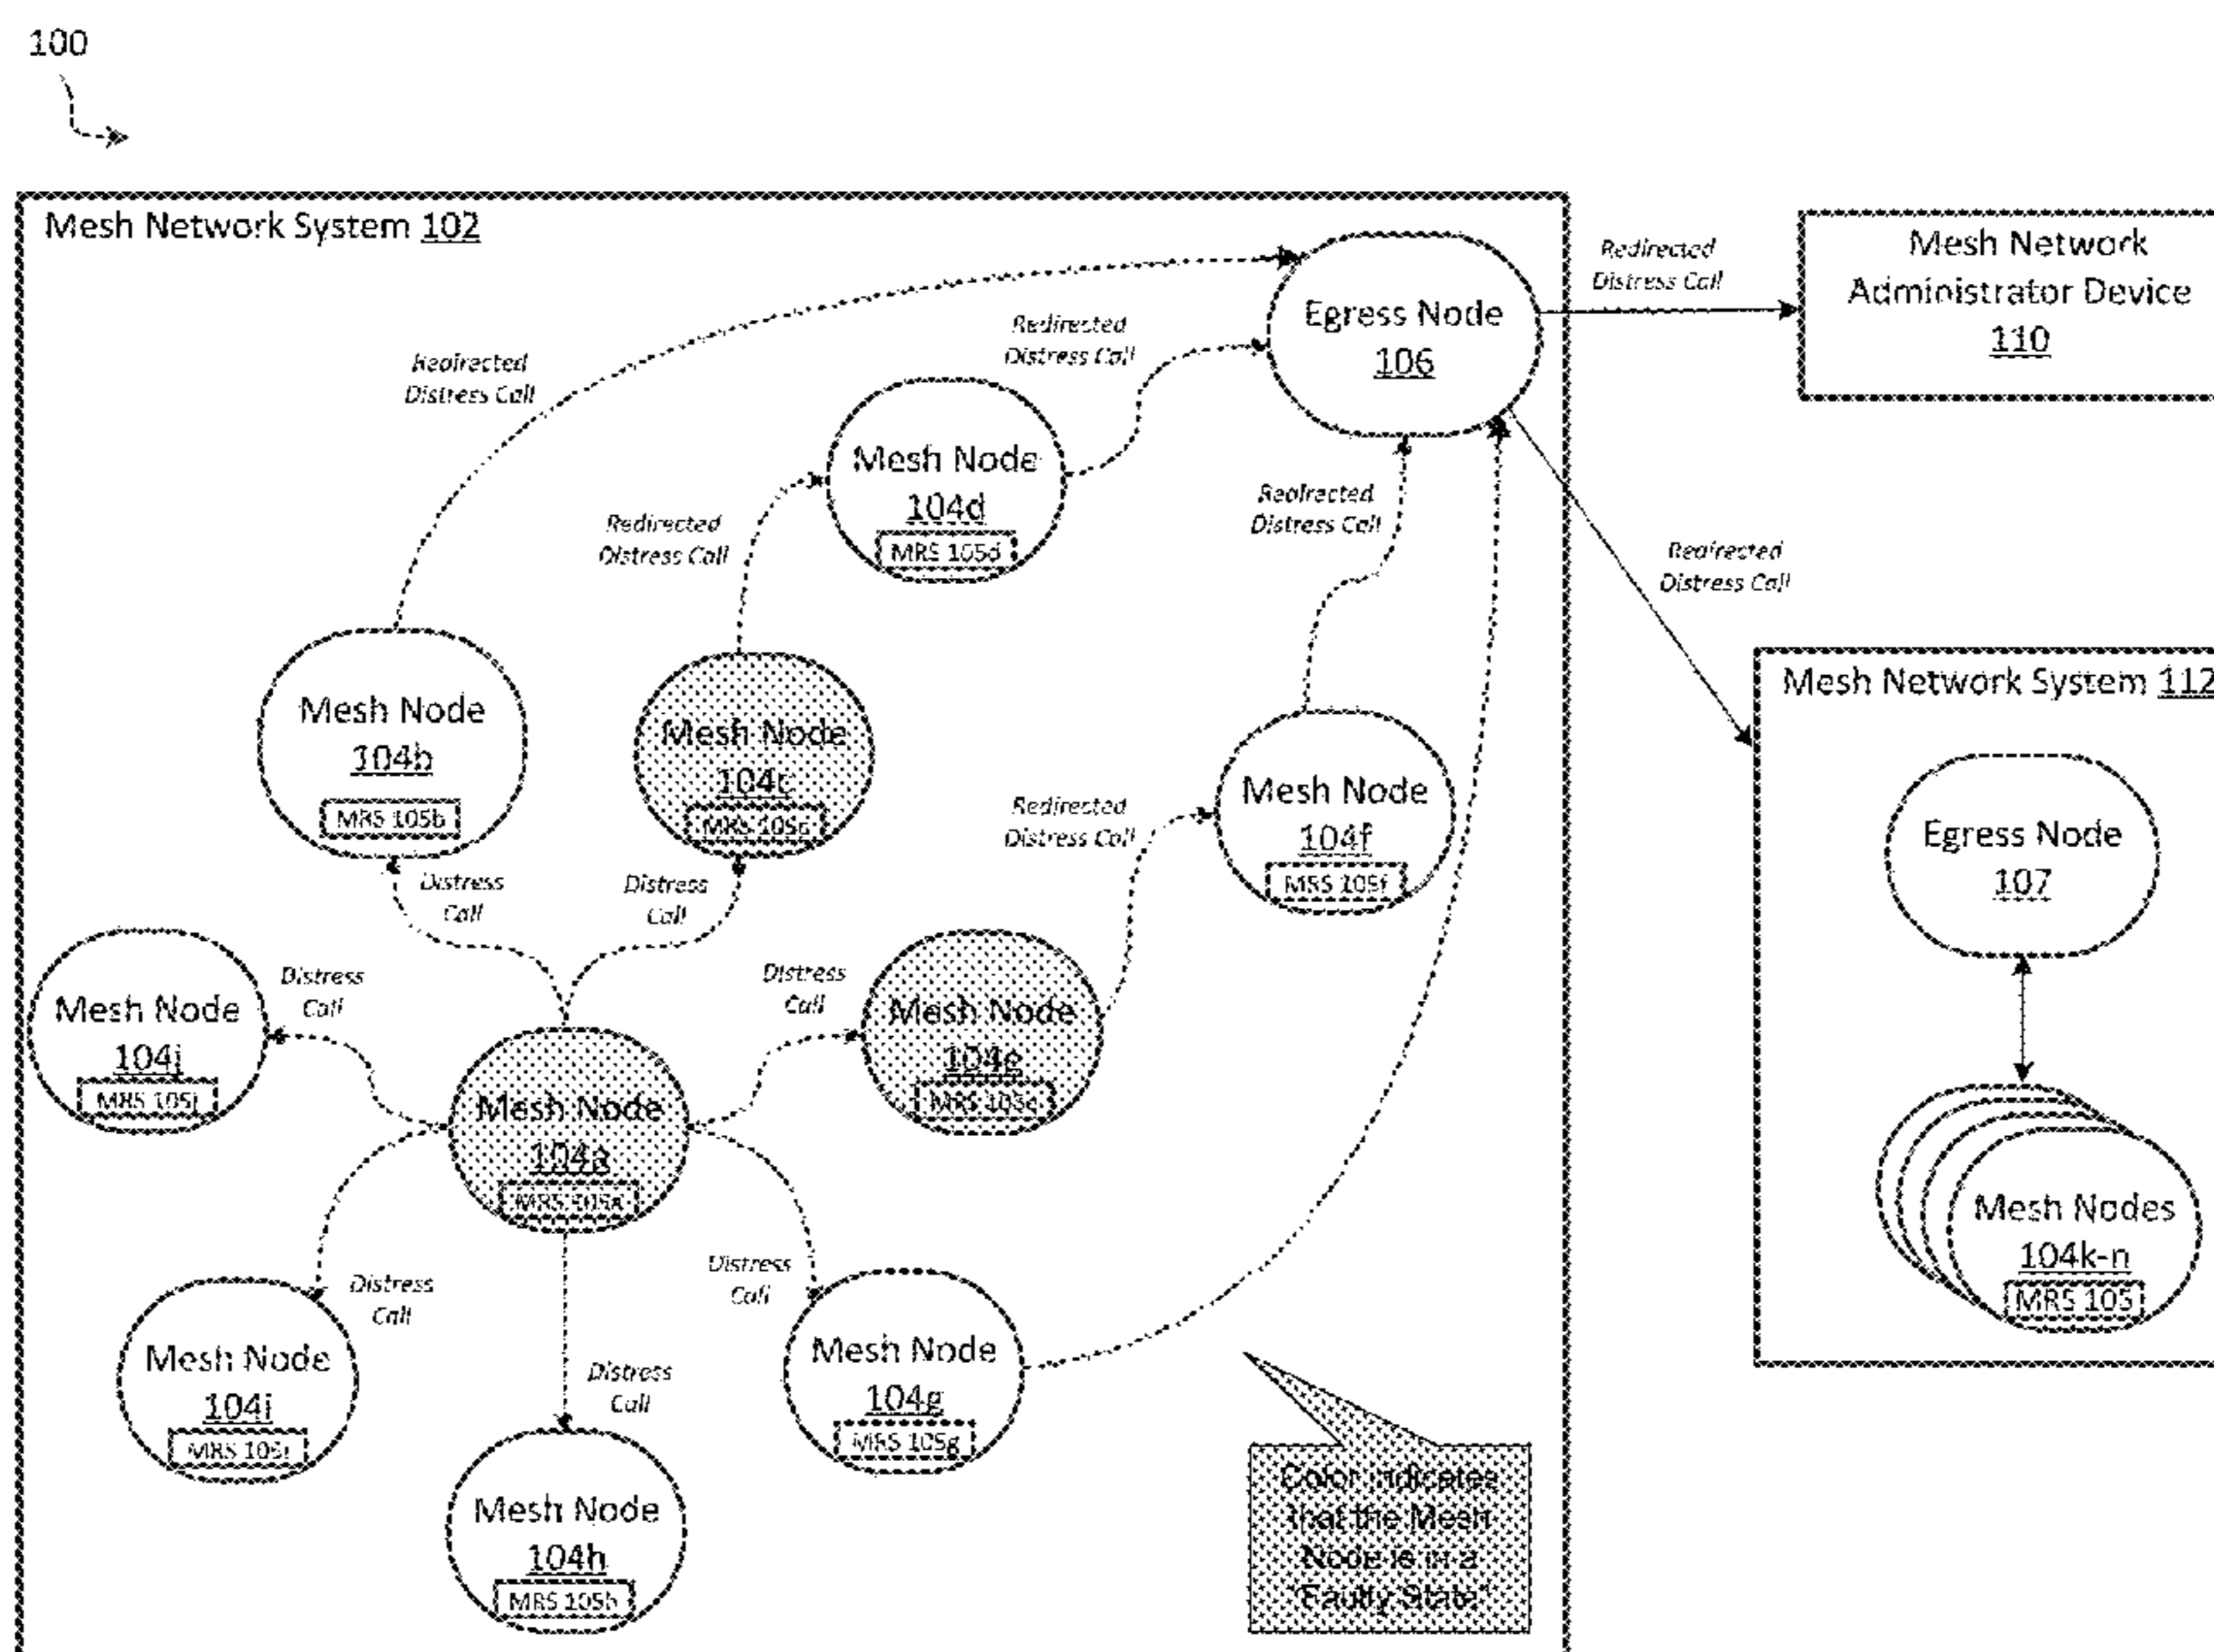 100
Mesh Network System 102
Egress Node
106
Redirected
Distress Call
Mesh Network
Administrator Device
110
Redirected
Distress Call
Redirected
Distress Call
Mesh Node
104d
MRS 105d
Redirected
Distress Call
Redirected
Distress Call
Redirected
Distress Call
Mesh Network System 112
Mesh Node
104b
MRS 105b
Mesh Node
104c
MRS 105c
Redirected
Distress Call
Mesh Node
104f
MRS 105f
Egress Node
107
Distress
Call
Distress
Call
Mesh Node
104j
MRS 105j
Distress
Call
Distress
Call
Mesh Node
104e
MRS 105e
Mesh Node
104a
MRS 105a
Mesh Nodes
104k-n
MRS 105
Distress
Call
Distress
Call
Mesh Node
104i
MRS 105i
Distress
Call
Mesh Node
104g
MRS 105g
Mesh Node
104h
MRS 105h
Color indicates
that the Mesh
Node is in a
"Faulty State"